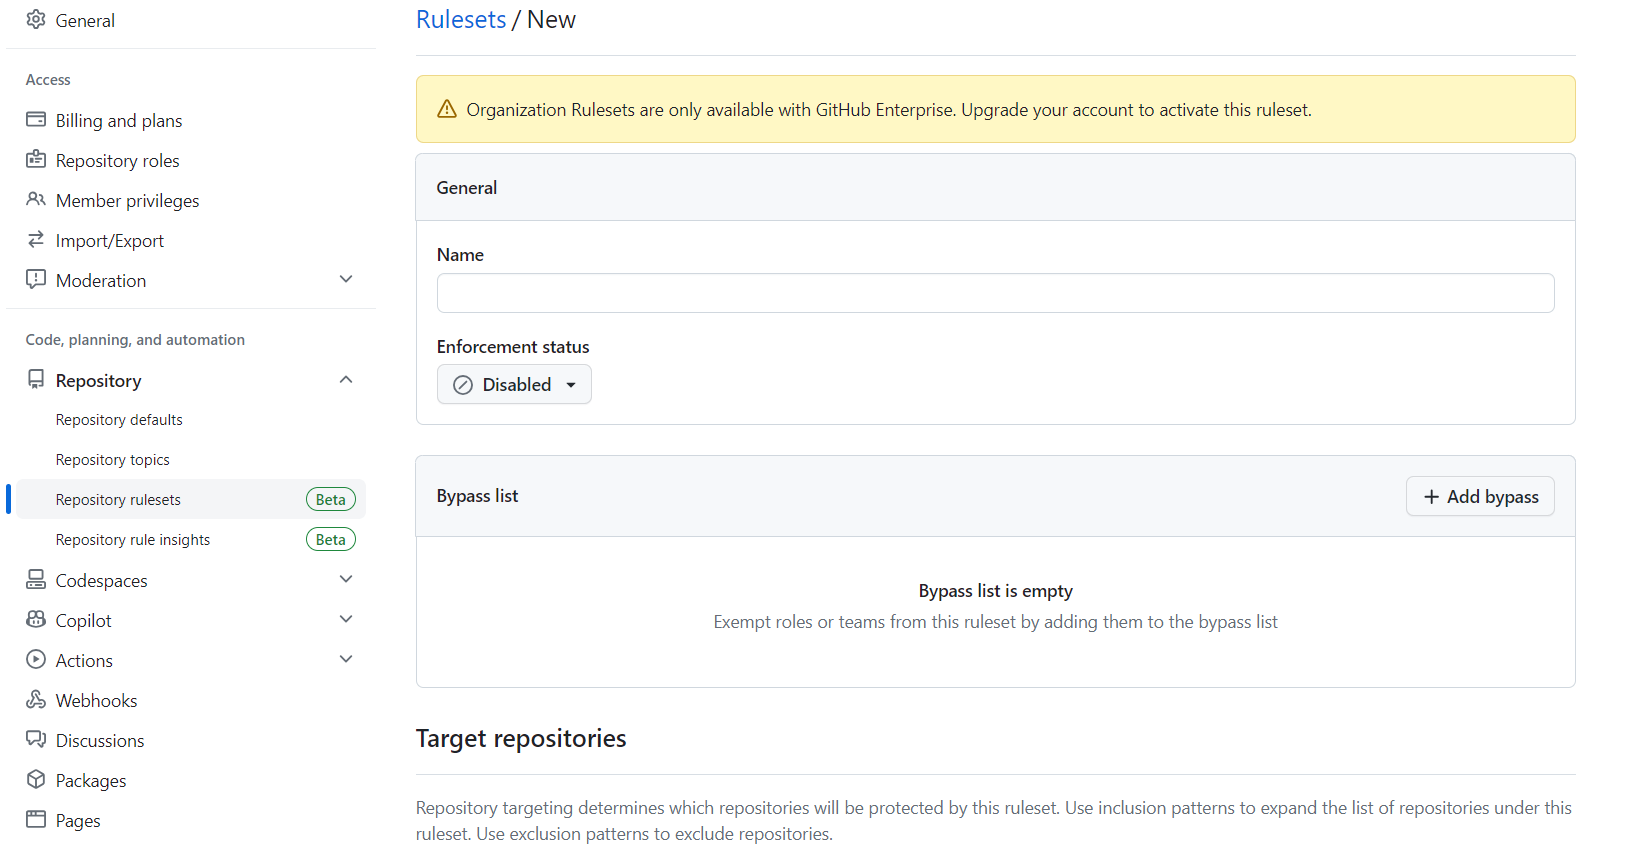 General
Access
Billing and plans
Repository roles
Member privileges
Import/Export
Moderation
Code, planning, and automation
Repository
Repository defaults
Repository topics
Repository rulesets Beta
Repository rule insights Beta
Codespaces
Copilot
Actions
Webhooks
Discussions
Packages
Pages
Rulesets / New
Organization Rulesets are only available with GitHub Enterprise. Upgrade your account to activate this ruleset.
General
Name
Enforcement status
Disabled
Bypass list
Add bypass
Bypass list is empty
Exempt roles or teams from this ruleset by adding them to the bypass list
Target repositories
Repository targeting determines which repositories will be protected by this ruleset. Use inclusion patterns to expand the list of repositories under this
ruleset. Use exclusion patterns to exclude repositories.